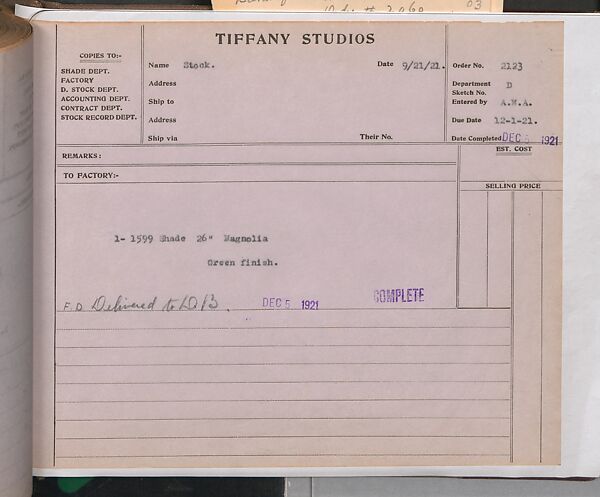 TIFFANY STUDIOS
COPIES TO:-
SHADE DEPT.
FACTORY
D. STOCK DEPT.
ACCOUNTING DEPT.
CONTRACT DEPT.
STOCK RECORD DEPT.
Name Stock. Date 9/21/21.
Address
Ship to
Address
Ship via Their No.
Order No. 2123
Department D
Sketch No.
Entered by A.M.A.
Due Date 12-1-21.
Date Completed DEC 5 1921
REMARKS: EST. COST
TO FACTORY:-
SELLING PRICE
1- 1599 Shade 26" Magnolia
Green finish.
F.D. Delivered to DB. DEC 5 1921 COMPLETE